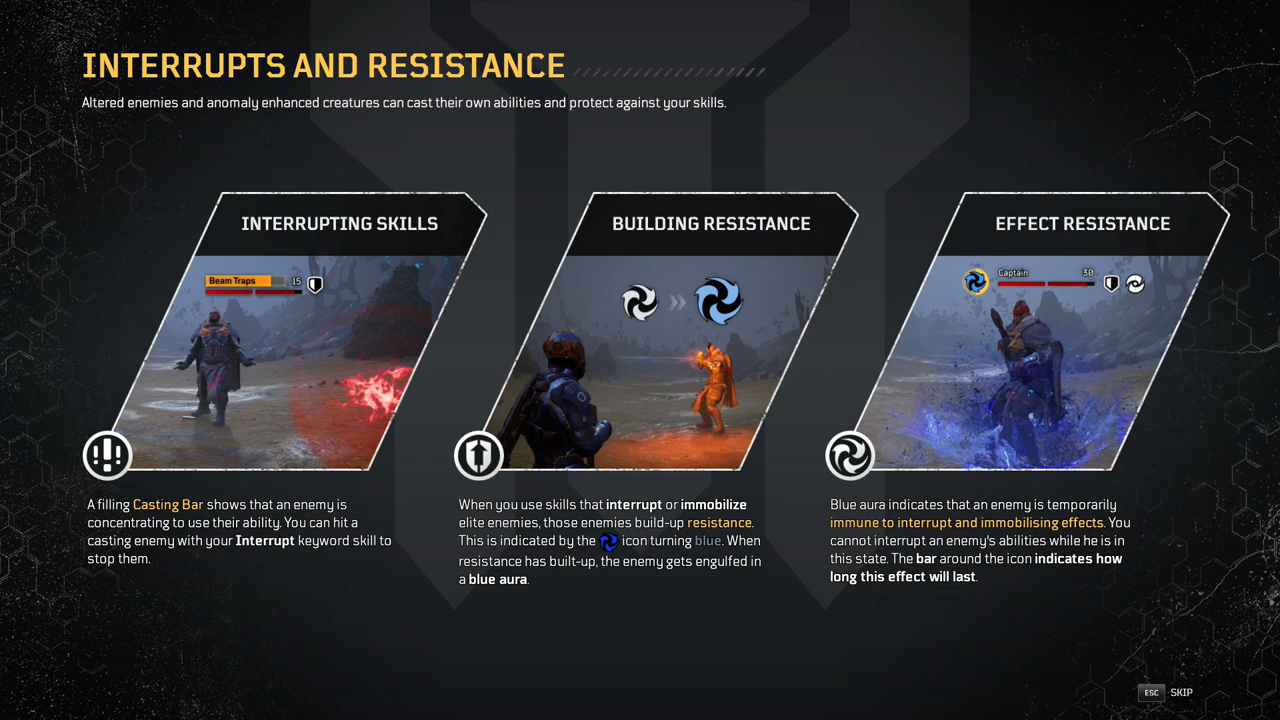 INTERRUPTS AND RESISTANCE
Altered enemies and anomaly enhanced creatures can cast their own abilities and protect against your skills.
INTERRUPTING SKILLS
Beam Traps 15
A filling Casting Bar shows that an enemy is
concentrating to use their ability. You can hit a
casting enemy with your Interrupt keyword skill to
stop them.
BUILDING RESISTANCE
When you use skills that interrupt or immobilize
elite enemies, those enemies build-up resistance.
This is indicated by the icon turning blue. When
resistance has built-up, the enemy gets engulfed in
a blue aura.
EFFECT RESISTANCE
Captain 30
Blue aura indicates that an enemy is temporarily
immune to interrupt and immobilising effects. You
cannot interrupt an enemy's abilities while he is in
this state. The bar around the icon indicates how
long this effect will last.
ESC SKIP